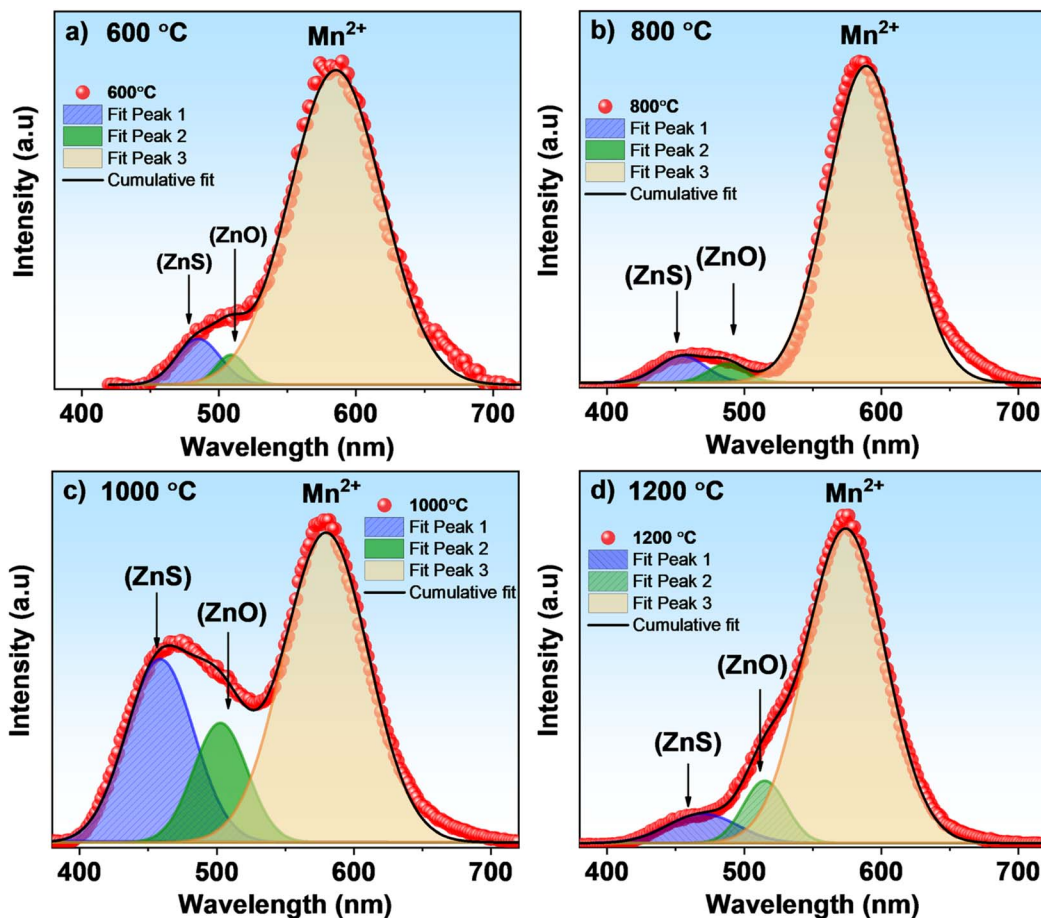 a) 600 °C
Mn2+
600°C
Fit Peak 1
Fit Peak 2
Fit Peak 3
Cumulative fit
(ZnS)
(ZnO)
Intensity (a.u)
400 500 600 700
Wavelength (nm)
b) 800 °C
Mn2+
800°C
Fit Peak 1
Fit Peak 2
Fit Peak 3
Cumulative fit
(ZnS)
(ZnO)
Intensity (a.u)
400 500 600 700
Wavelength (nm)
c) 1000 °C
Mn2+
1000°C
Fit Peak 1
Fit Peak 2
Fit Peak 3
Cumulative fit
(ZnS)
(ZnO)
Intensity (a.u)
400 500 600 700
Wavelength (nm)
d) 1200 °C
Mn2+
1200 °C
Fit Peak 1
Fit Peak 2
Fit Peak 3
Cumulative fit
(ZnO)
(ZnS)
Intensity (a.u)
400 500 600 700
Wavelength (nm)